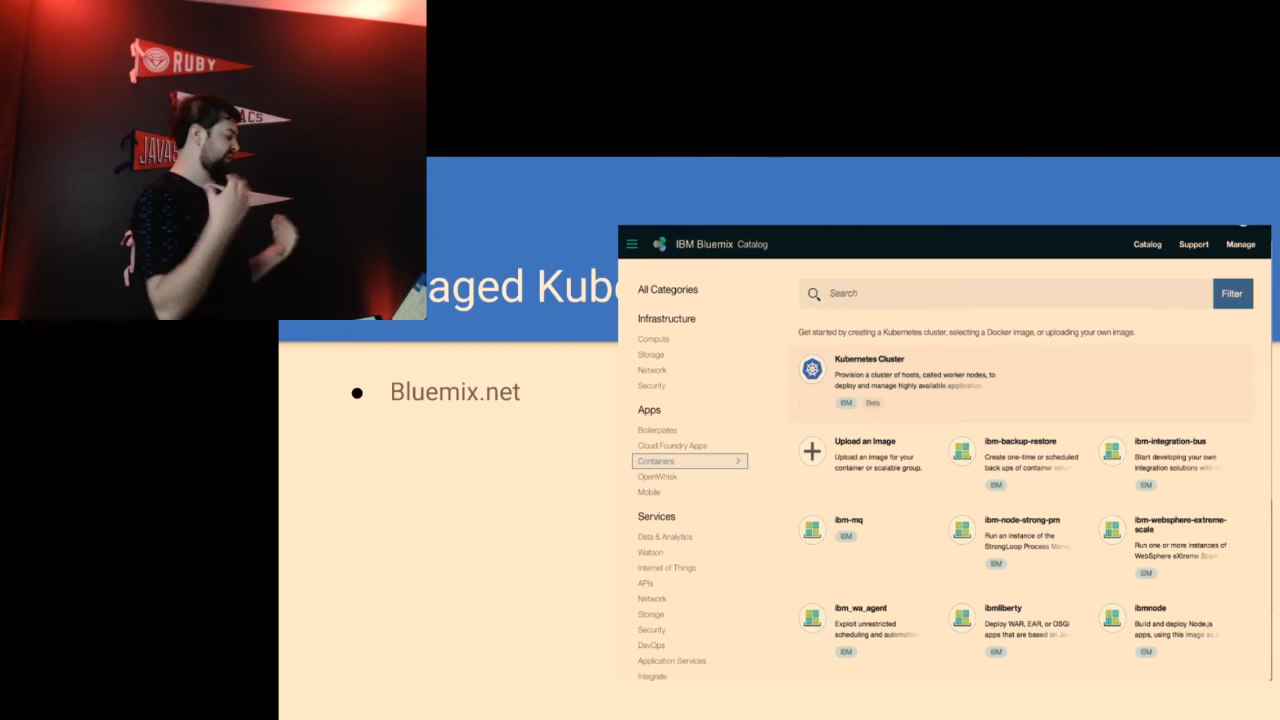 RUBY
ACS
JAVAS
aged Kub
Bluemix.net
IBM Bluemix Catalog
Catalog
Support
Manage
All Categories
Infrastructure
Compute
Storage
Network
Security
Apps
Boilerplates
Cloud Foundry Apps
Containers
OpenWhisk
Mobile
Services
Data & Analytics
Watson
Internet of Things
APIs
Network
Storage
Security
DevOps
Application Services
Integrate
Search
Filter
Get started by creating a Kubernetes cluster, selecting a Docker image, or uploading your own image.
Kubernetes Cluster
Provision a cluster of hosts, called worker nodes, to
deploy and manage highly available application
IBM Beta
Upload an Image
Upload an image for your
container or scalable group.
ibm-backup-restore
Create one-time or scheduled
back ups of container volu
IBM
ibm-integration-bus
Start developing your own
integration solutions with
IBM
ibm-mq
IBM
ibm-node-strong-pm
Run an instance of the
StrongLoop Process Mana
IBM
ibm-websphere-extreme-
scale
Run one or more instances of
WebSphere eXtreme Scal
IBM
ibm_wa_agent
Exploit unrestricted
scheduling and automatio
IBM
ibmliberty
Deploy WAR, EAR, or OSGi
apps that are based on
IBM
ibmnode
Build and deploy Node.js
apps, using this image as
IBM